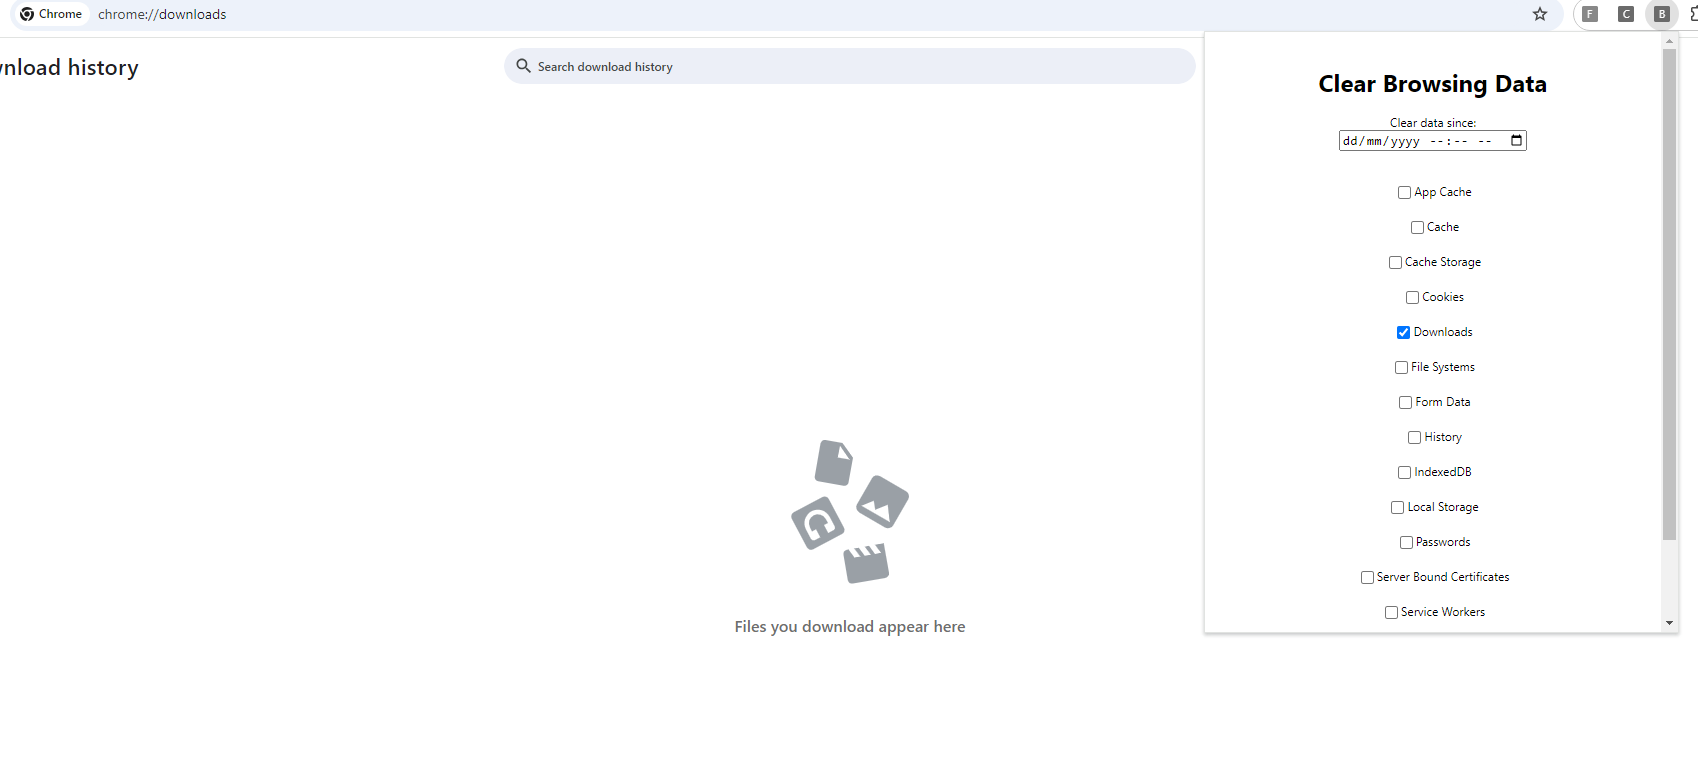 Chrome
chrome://downloads
F
C
B
nload history
Search download history
Clear Browsing Data
Clear data since:
dd/mm/yyyy --:-- --
App Cache
Cache
Cache Storage
Cookies
Downloads
File Systems
Form Data
History
IndexedDB
Local Storage
Passwords
Server Bound Certificates
Service Workers
Files you download appear here